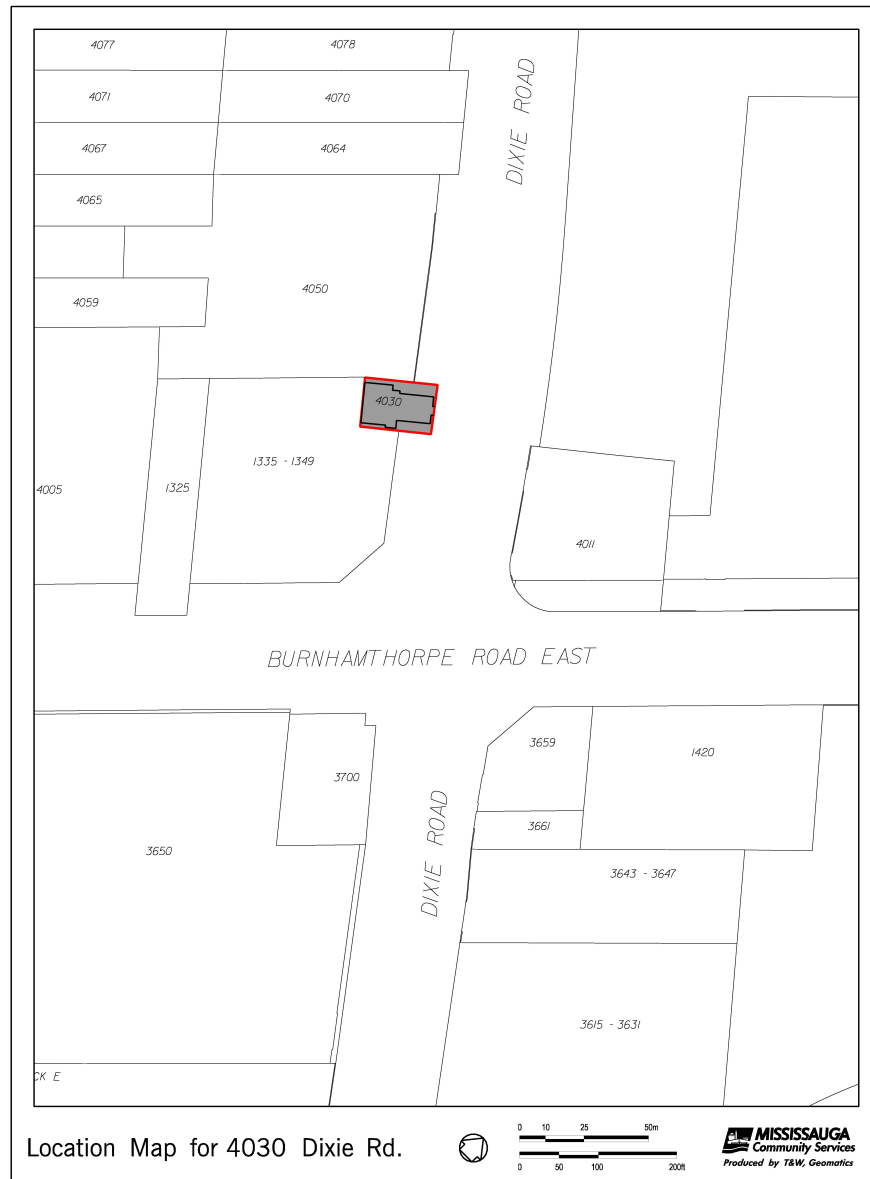 4077
4078
4071
4070
DIXIE ROAD
4067
4064
4065
4050
4059
4030
1335 - 1349
4005
1325
4011
BURNHAMTHORPE ROAD EAST
3659
1420
3700
DIXIE ROAD
3661
3650
3643 - 3647
3615 - 3631
CK E
Location Map for 4030 Dixie Rd.
0 10 25 50m
0 50 100 200ft
MISSISSAUGA
Community Services
Produced by T&W, Geomatics